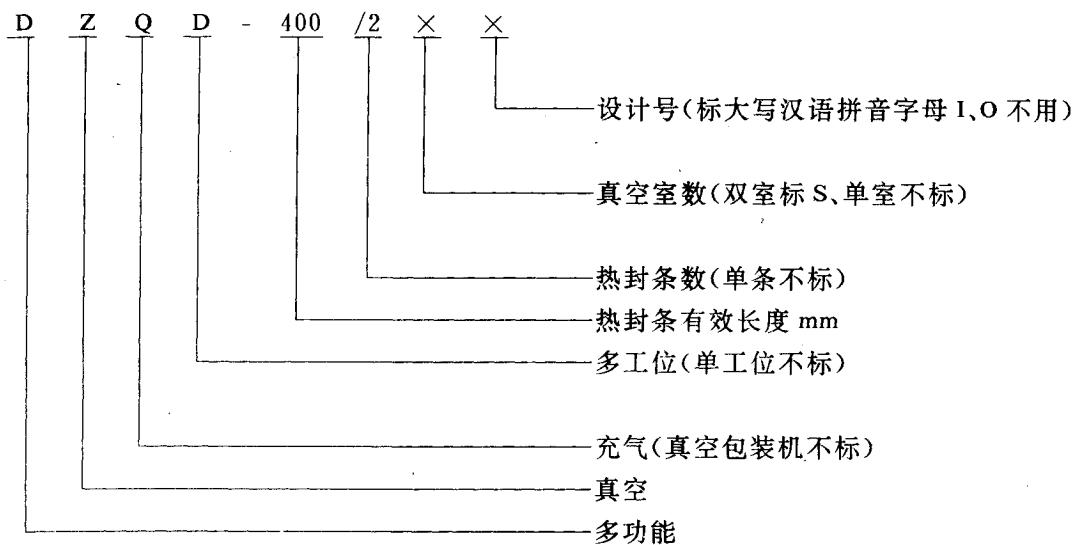 D Z Q D - 400 /2 × ×
设计号(标大写汉语拼音字母 I、O 不用)
真空室数(双室标 S、单室不标)
热封条数(单条不标)
热封条有效长度 mm
多工位(单工位不标)
充气(真空包装机不标)
真空
多功能